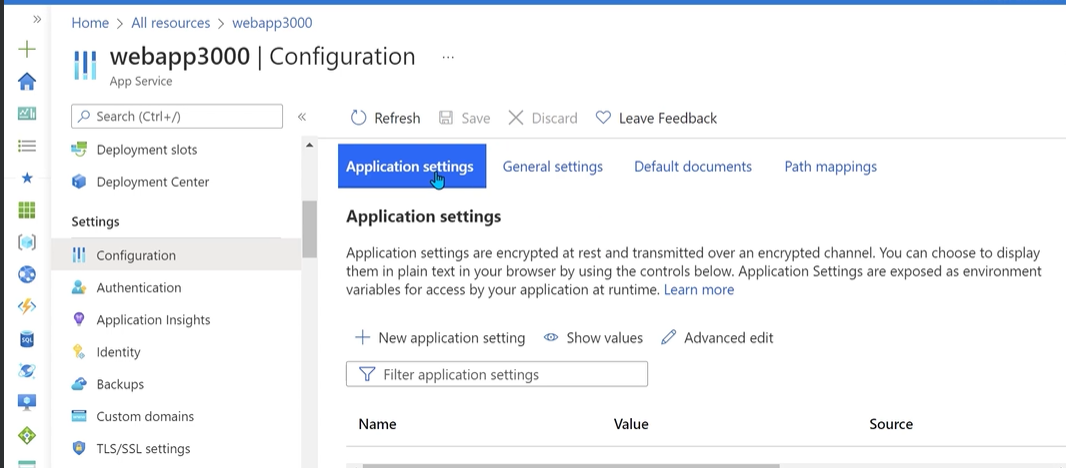 Home > All resources > webapp3000
webapp3000 | Configuration ...
App Service
Search (Ctrl+/)
«
Refresh
Save
Discard
Leave Feedback
Deployment slots
Deployment Center
Settings
Configuration
Authentication
Application Insights
Identity
Backups
Custom domains
TLS/SSL settings
Application settings
General settings
Default documents
Path mappings
Application settings
Application settings are encrypted at rest and transmitted over an encrypted channel. You can choose to display
them in plain text in your browser by using the controls below. Application Settings are exposed as environment
variables for access by your application at runtime. Learn more
New application setting
Show values
Advanced edit
Filter application settings
Name
Value
Source